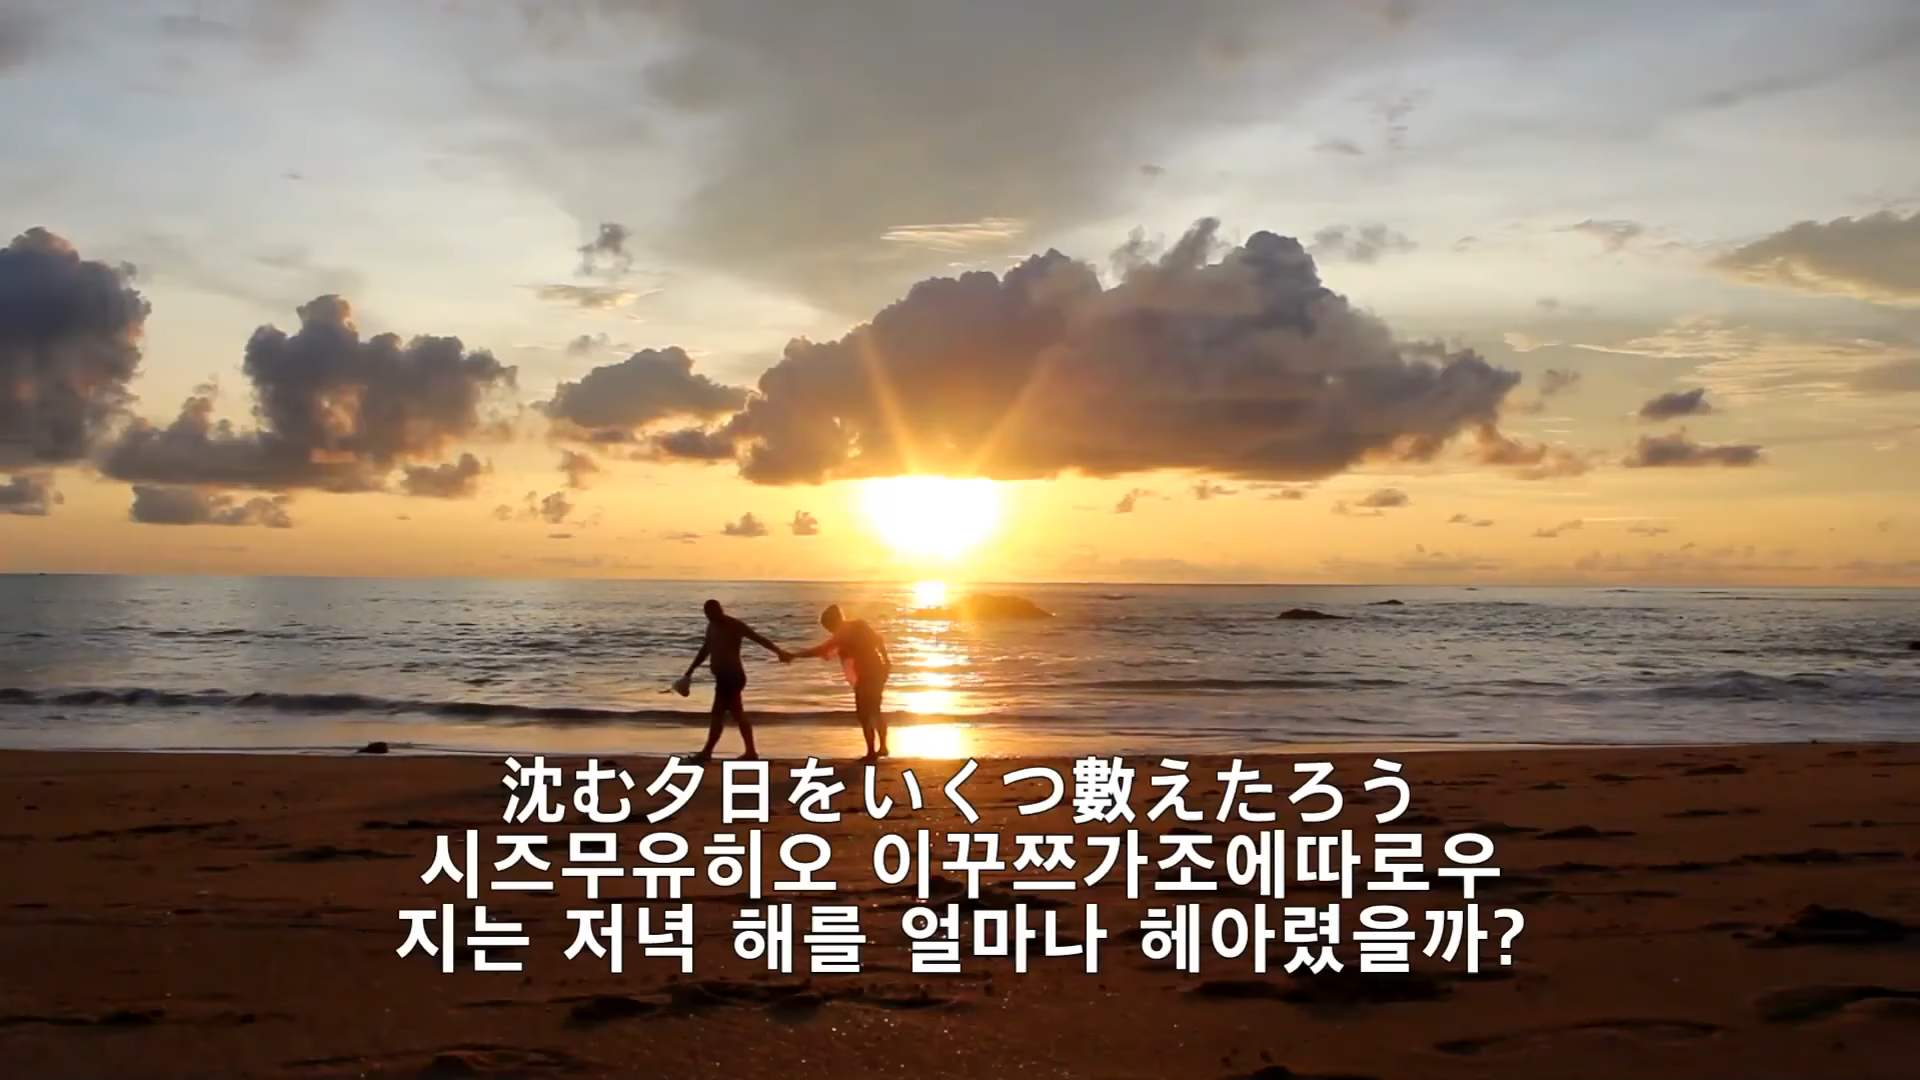 沈む夕日をいくつ數えたろう
시즈무유히오 이꾸쯔가조에따로우
지는 저녁 해를 얼마나 헤아렸을까?